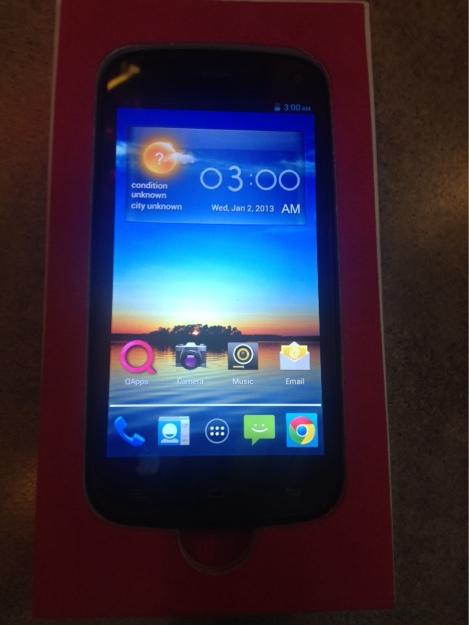 3:00 AM
?
03:00
condition
unknown
city unknown
Wed, Jan 2, 2013 AM
QApps Camera Music Email